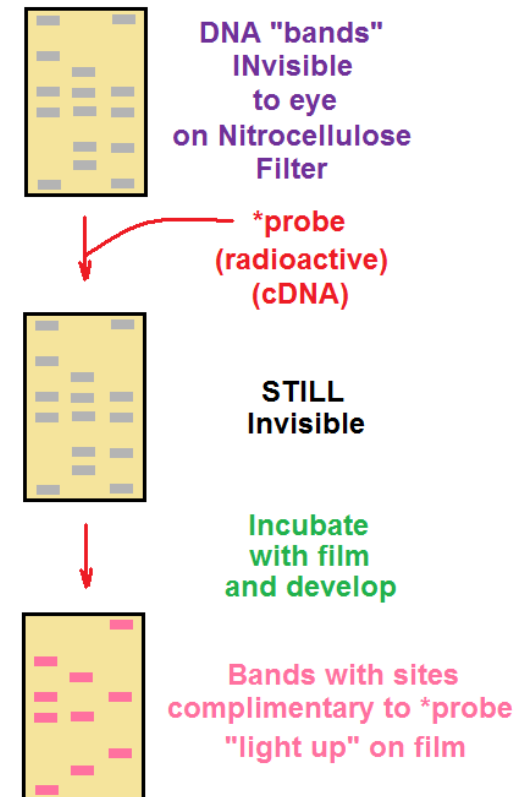 DNA "bands"
INvisible
to eye
on Nitrocellulose
Filter
*probe
(radioactive)
(cDNA)
STILL
Invisible
Incubate
with film
and develop
Bands with sites
complimentary to *probe
"light up" on film